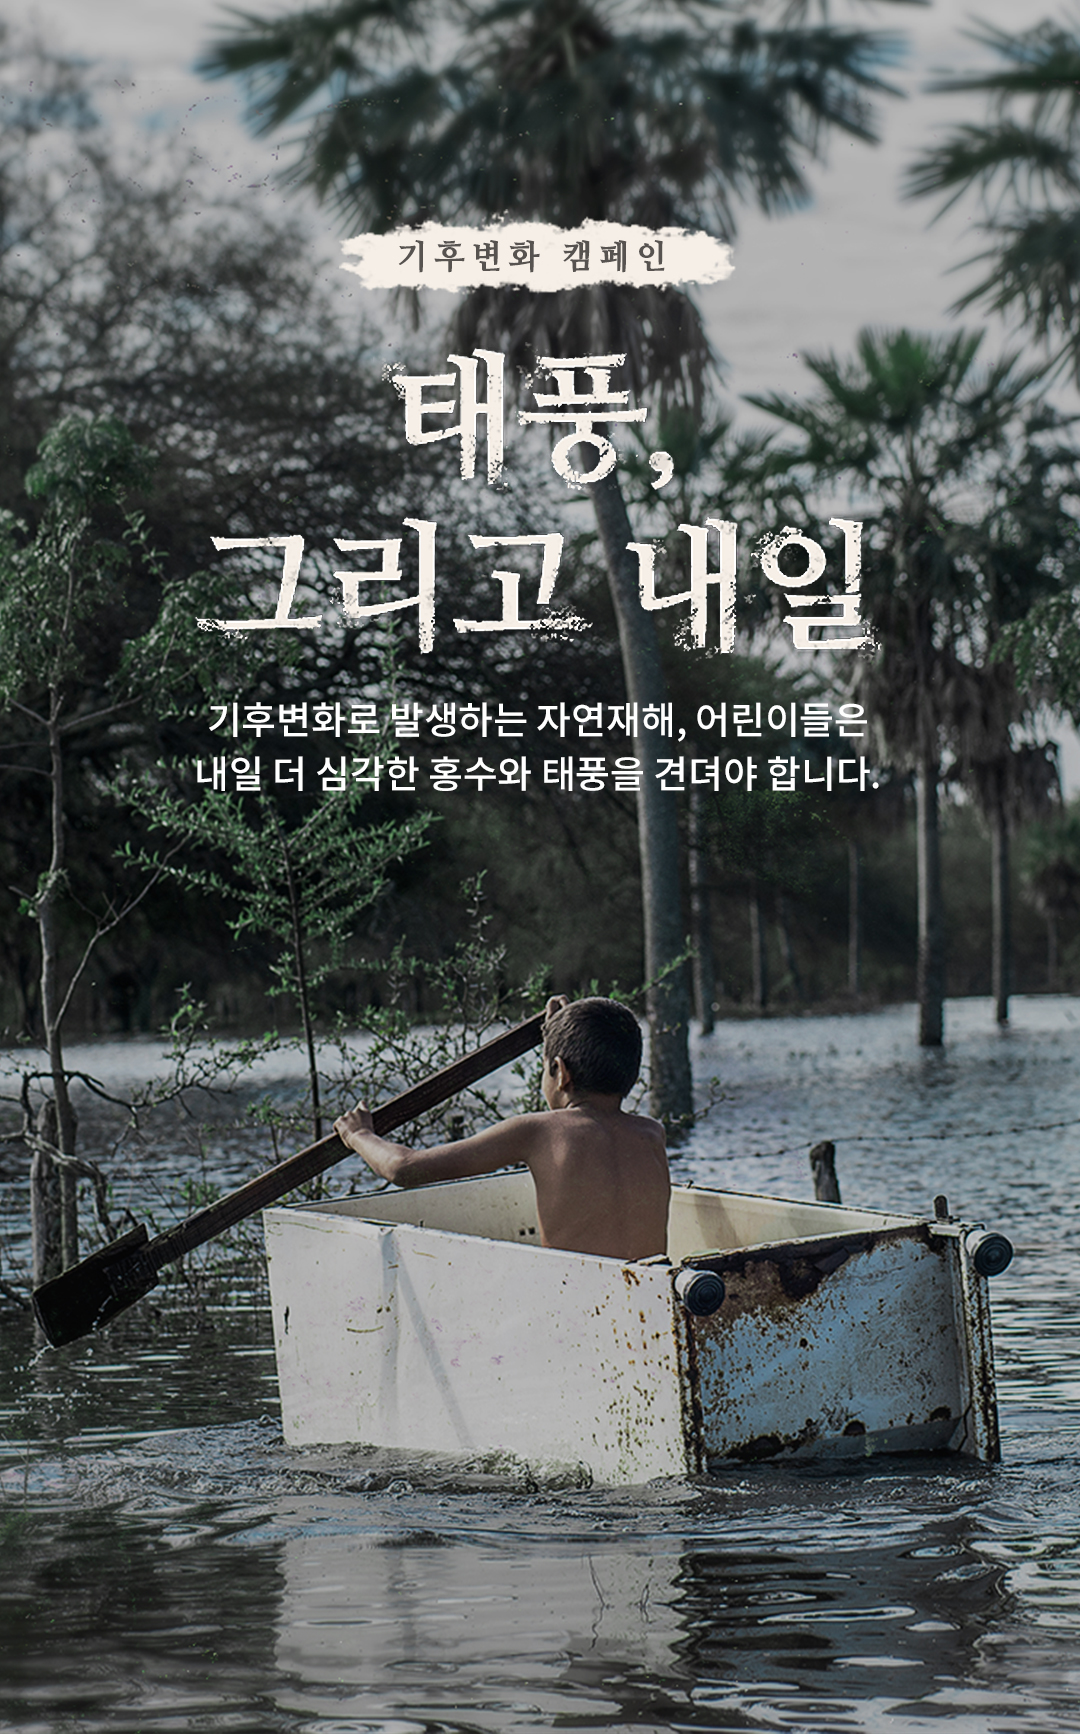 기후변화 캠페인
태풍,
그리고 내일
기후변화로 발생하는 자연재해, 어린이들은
내일 더 심각한 홍수와 태풍을 견뎌야 합니다.